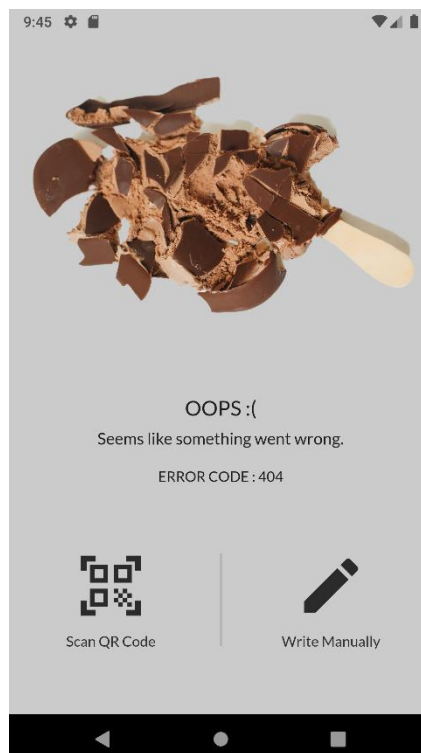 9:45
OOPS :(
Seems like something went wrong.
ERROR CODE : 404
Scan QR Code
Write Manually